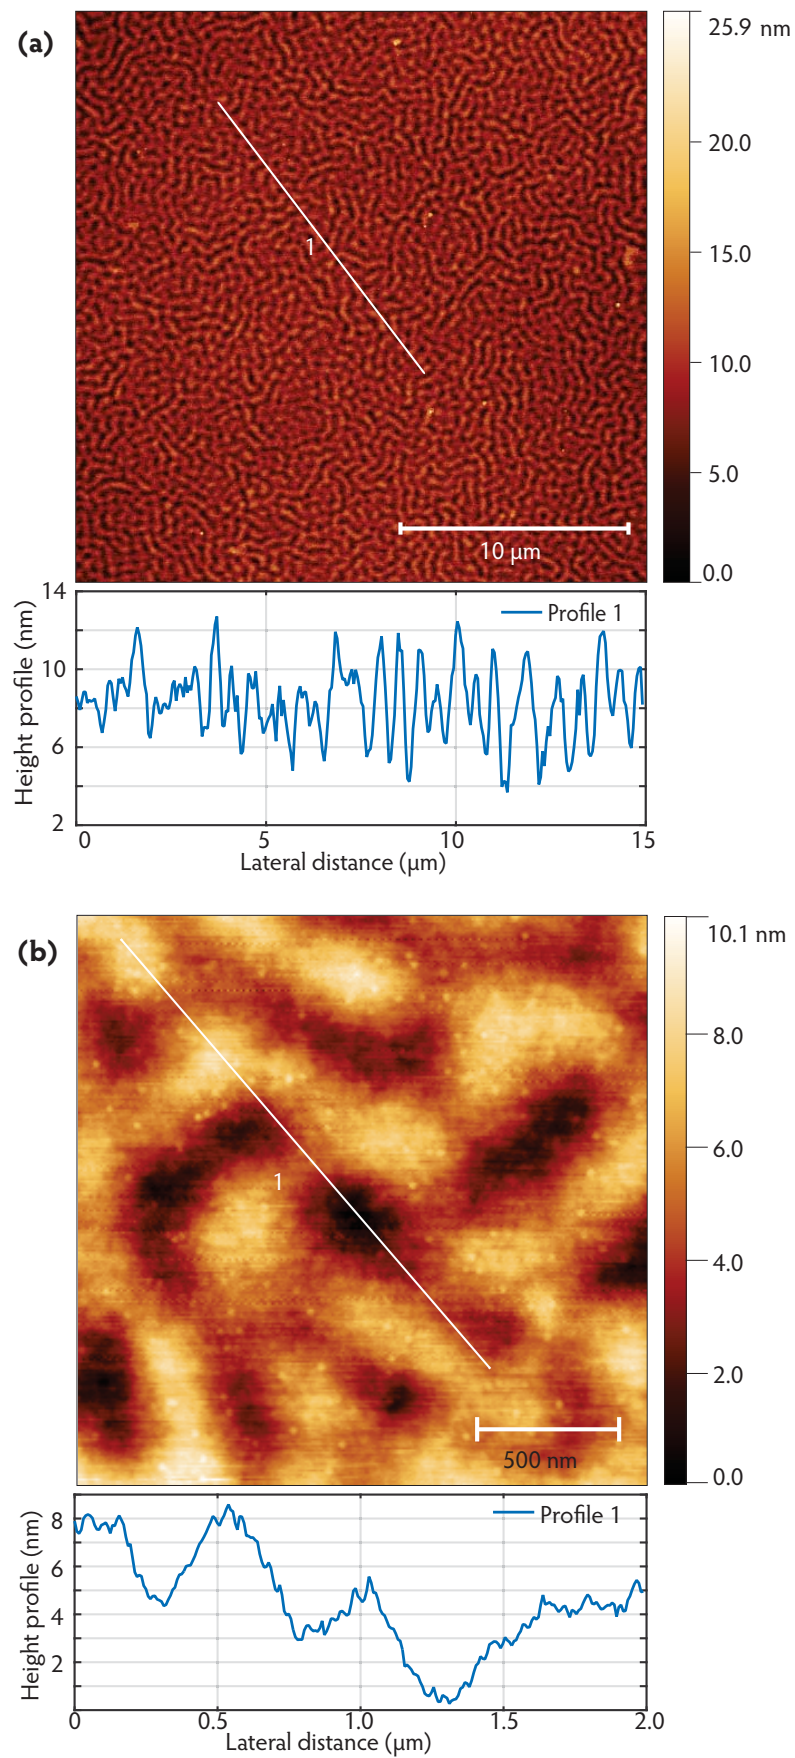 (a)
25.9 nm
20.0
15.0
10.0
5.0
0.0
1
10 µm
14
10
6
2
Height profile (nm)
Profile 1
0 5 10 15
Lateral distance (µm)
(b)
10.1 nm
8.0
6.0
4.0
2.0
0.0
1
500 nm
8
6
4
2
Height profile (nm)
Profile 1
0 0.5 1.0 1.5 2.0
Lateral distance (µm)